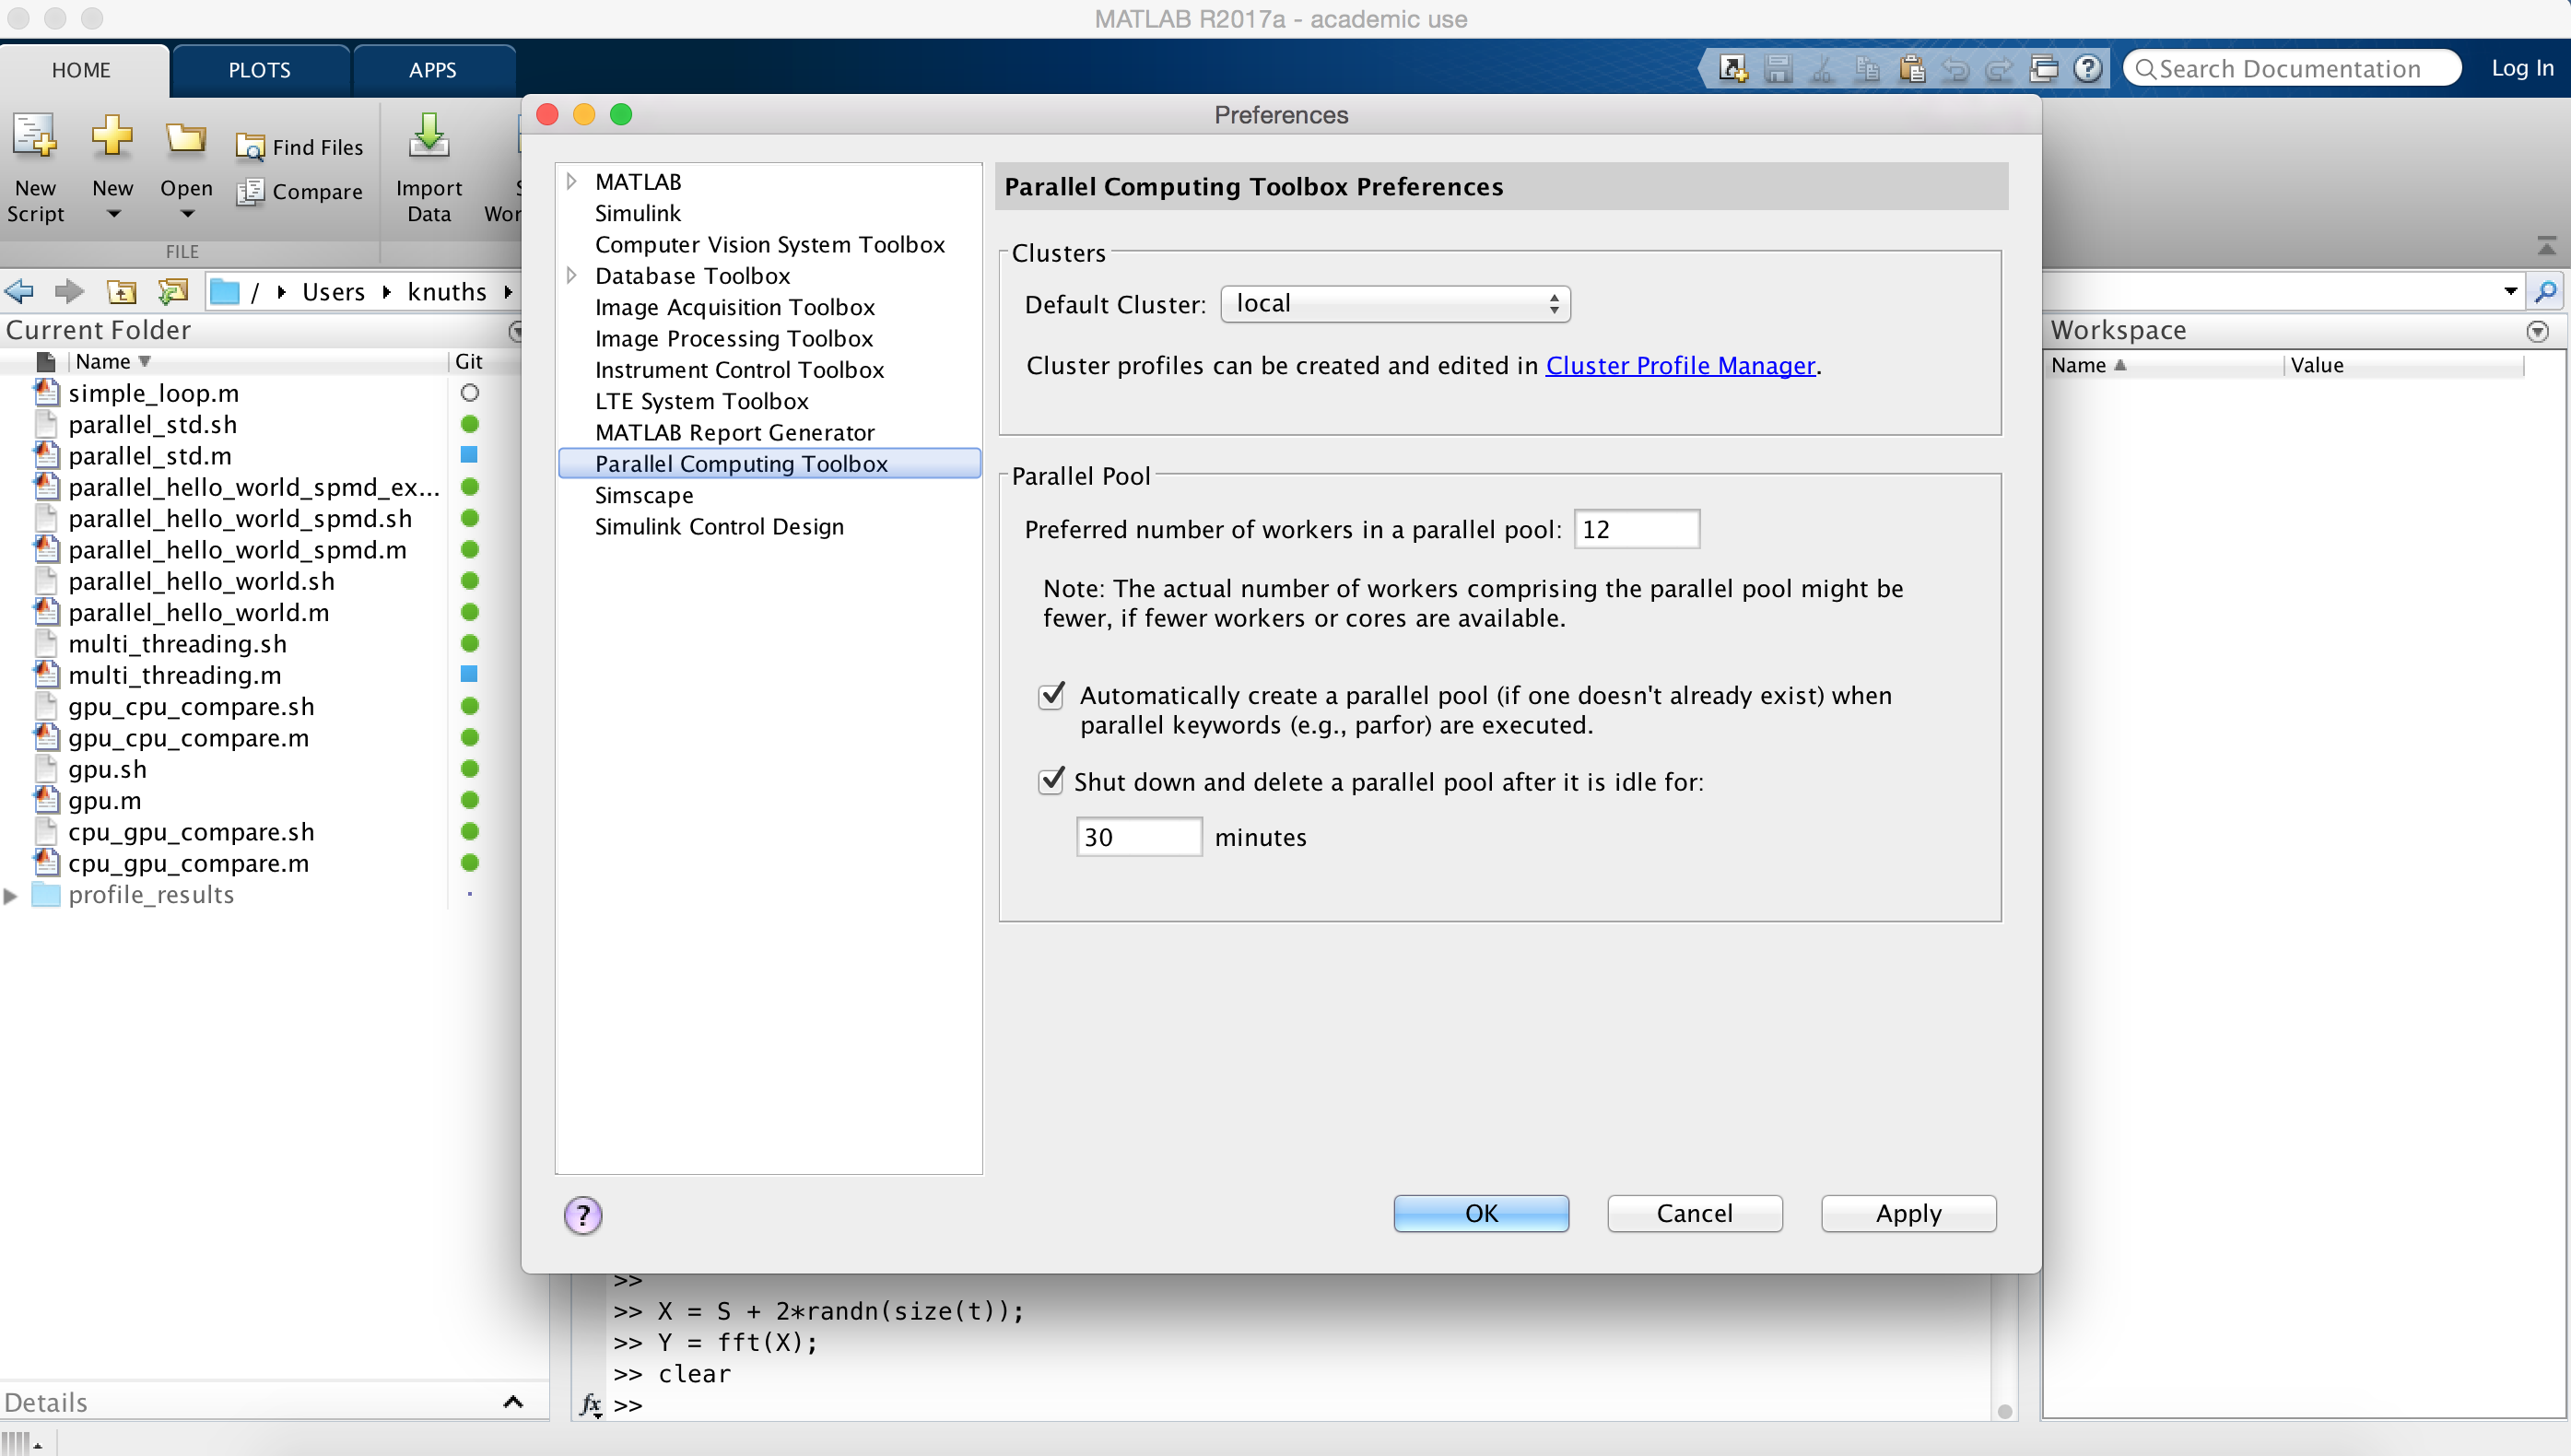 MATLAB R2017a - academic use
HOME
PLOTS
APPS
Search Documentation
Log In
New
Script
New
Open
Find Files
Compare
Import
Data
FILE
/ Users knuths
Current Folder
Name
Git
simple_loop.m
parallel_std.sh
parallel_std.m
parallel_hello_world_spmd_ex...
parallel_hello_world_spmd.sh
parallel_hello_world_spmd.m
parallel_hello_world.sh
parallel_hello_world.m
multi_threading.sh
multi_threading.m
gpu_cpu_compare.sh
gpu_cpu_compare.m
gpu.sh
gpu.m
cpu_gpu_compare.sh
cpu_gpu_compare.m
profile_results
Details
Preferences
MATLAB
Simulink
Computer Vision System Toolbox
Database Toolbox
Image Acquisition Toolbox
Image Processing Toolbox
Instrument Control Toolbox
LTE System Toolbox
MATLAB Report Generator
Parallel Computing Toolbox
Simscape
Simulink Control Design
Parallel Computing Toolbox Preferences
Clusters
Default Cluster: local
Cluster profiles can be created and edited in Cluster Profile Manager.
Parallel Pool
Preferred number of workers in a parallel pool: 12
Note: The actual number of workers comprising the parallel pool might be
fewer, if fewer workers or cores are available.
Automatically create a parallel pool (if one doesn't already exist) when
parallel keywords (e.g., parfor) are executed.
Shut down and delete a parallel pool after it is idle for:
30 minutes
?
OK
Cancel
Apply
>>
>> X = S + 2*randn(size(t));
>> Y = fft(X);
>> clear
fx >>
Workspace
Name
Value